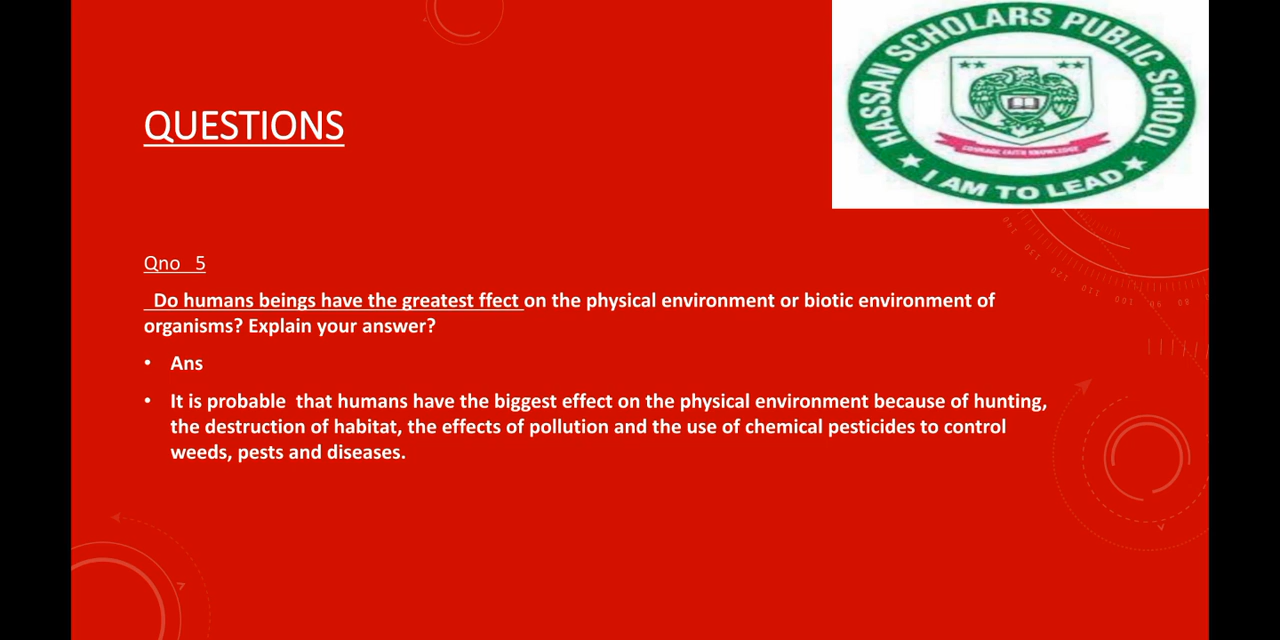 HASSAN SCHOLARS PUBLIC SCHOOL
COURAGE FAITH KNOWLEDGE
I AM TO LEAD
QUESTIONS
Qno 5
Do humans beings have the greatest ffect on the physical environment or biotic environment of
organisms? Explain your answer?
• Ans
• It is probable that humans have the biggest effect on the physical environment because of hunting,
the destruction of habitat, the effects of pollution and the use of chemical pesticides to control
weeds, pests and diseases.